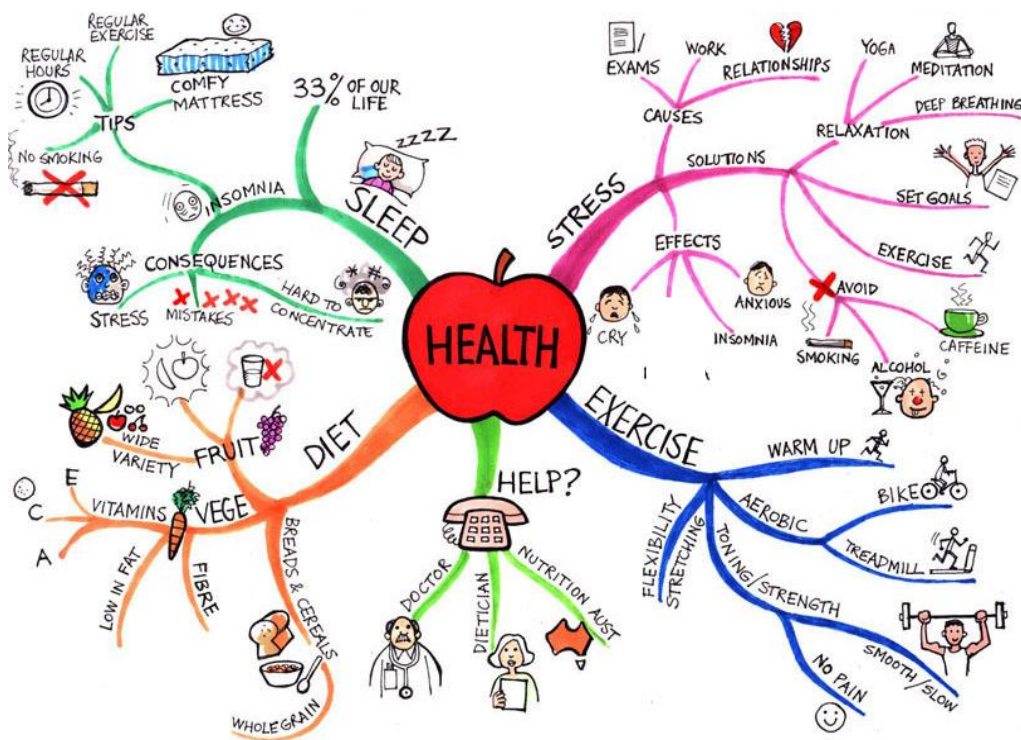 HEALTH
SLEEP
33% OF OUR
LIFE
ZZZZ
INSOMNIA
TIPS
REGULAR
EXERCISE
REGULAR
HOURS
COMFY
MATTRESS
NO SMOKING
CONSEQUENCES
STRESS
MISTAKES
HARD TO
CONCENTRATE
STRESS
CAUSES
EXAMS
WORK
RELATIONSHIPS
SOLUTIONS
RELAXATION
YOGA
MEDITATION
DEEP BREATHING
SET GOALS
EXERCISE
AVOID
SMOKING
ALCOHOL
CAFFEINE
EFFECTS
CRY
INSOMNIA
ANXIOUS
DIET
FRUIT
WIDE
VARIETY
VEGE
VITAMINS
E
C
A
LOW IN FAT
FIBRE
BREADS & CEREALS
WHOLEGRAIN
HELP?
DOCTOR
DIETICIAN
NUTRITION AUST
EXERCISE
WARM UP
AEROBIC
BIKE
TREADMILL
TONING/STRENGTH
SMOOTH/SLOW
NO PAIN
FLEXIBILITY
STRETCHING